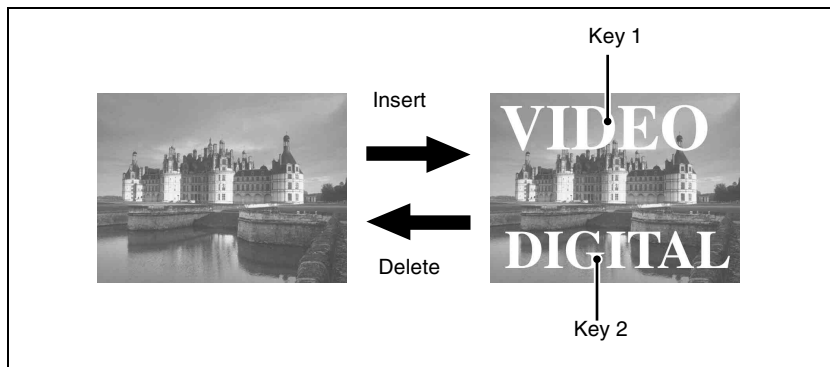 Key 1
Insert
VIDEO
Delete
DIGITAL
Key 2